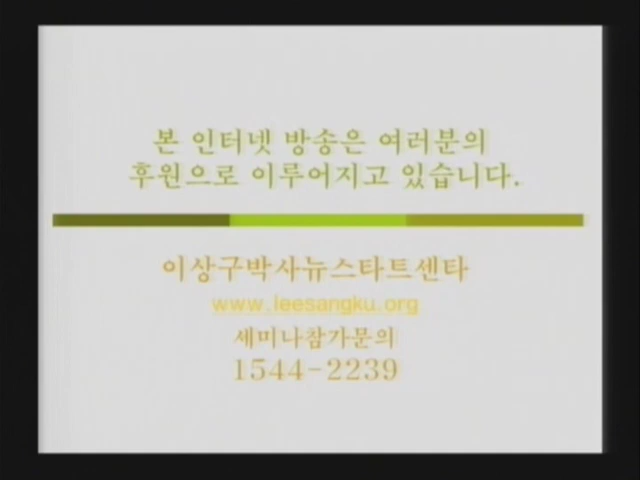 본 인터넷 방송은 여러분의
후원으로 이루어지고 있습니다.
이상구박사뉴스타트센타
www.leesangku.org
세미나참가문의
1544-2239